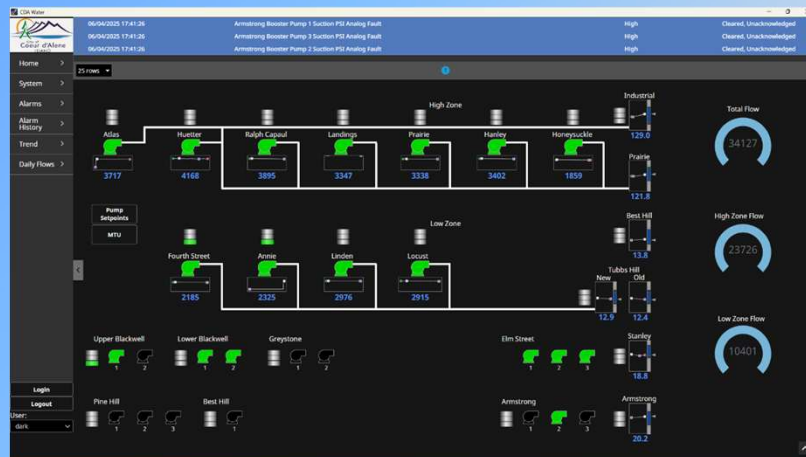 CDA Water
06/04/2025 17:41:26 Armstrong Booster Pump 1 Suction PSI Analog Fault High Cleared, Unacknowledged
06/04/2025 17:41:26 Armstrong Booster Pump 3 Suction PSI Analog Fault High Cleared, Unacknowledged
06/04/2025 17:41:26 Armstrong Booster Pump 2 Suction PSI Analog Fault High Cleared, Unacknowledged
City of
Coeur d'Alene
IDAHO
Home
System
Alarms
Alarm
History
Trend
Daily Flows
Login
Logout
User:
dark
25 rows
High Zone
Industrial
Atlas Huetter Ralph Capaul Landings Prairie Hanley Honeysuckle
129.0
Prairie
3717 4168 3895 3347 3338 3402 1859
121.8
Pump
Setpoints
MTU
Low Zone
Best Hill
13.8
Fourth Street Annie Linden Locust
Tubbs Hill
New Old
2185 2325 2976 2915
12.9 12.4
Upper Blackwell Lower Blackwell Greystone Elm Street Stanley
1 2 1 2 1 2 1 2 3
18.8
Pine Hill Best Hill Armstrong Armstrong
1 2 3 1 1 2 3
20.2
Total Flow
34127
High Zone Flow
23726
Low Zone Flow
10401